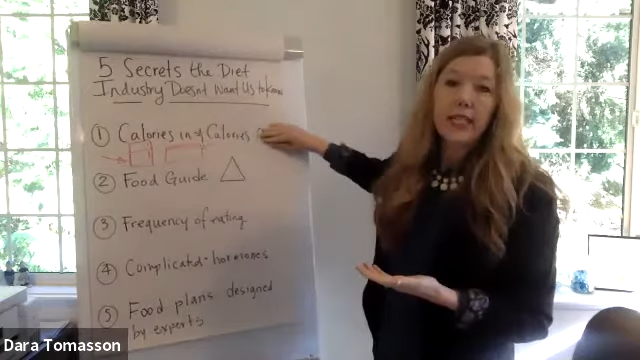 5 Secrets the Diet
Industry Doesnt Want Us to Know
① Calories in ≠ Calories
② Food Guide
③ Frequency of eating
④ Complicated-hormones
⑤ Food plans designed
by experts
Dara Tomasson